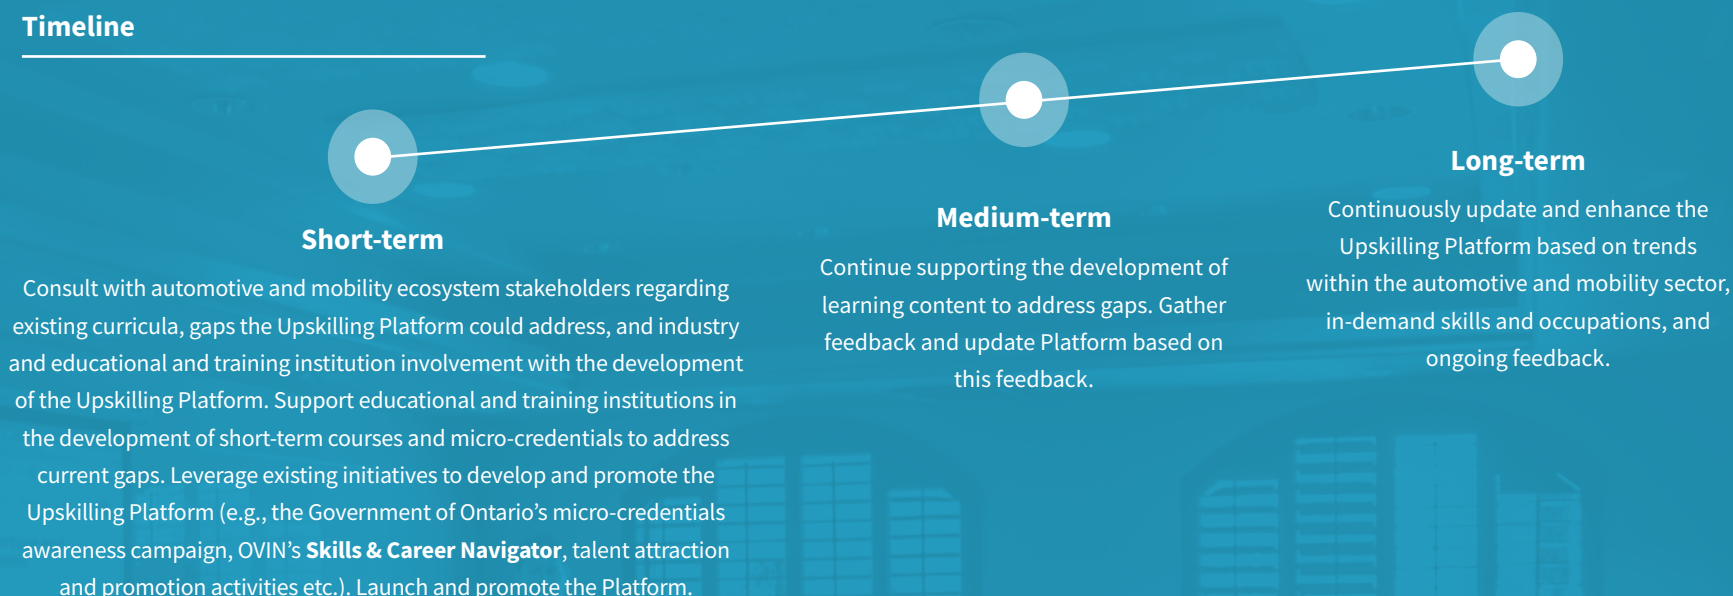 Timeline
Short-term
Consult with automotive and mobility ecosystem stakeholders regarding
existing curricula, gaps the Upskilling Platform could address, and industry
and educational and training institution involvement with the development
of the Upskilling Platform. Support educational and training institutions in
the development of short-term courses and micro-credentials to address
current gaps. Leverage existing initiatives to develop and promote the
Upskilling Platform (e.g., the Government of Ontario’s micro-credentials
awareness campaign, OVIN’s Skills & Career Navigator, talent attraction
and promotion activities etc.). Launch and promote the Platform.
Medium-term
Continue supporting the development of
learning content to address gaps. Gather
feedback and update Platform based on
this feedback.
Long-term
Continuously update and enhance the
Upskilling Platform based on trends
within the automotive and mobility sector,
in-demand skills and occupations, and
ongoing feedback.